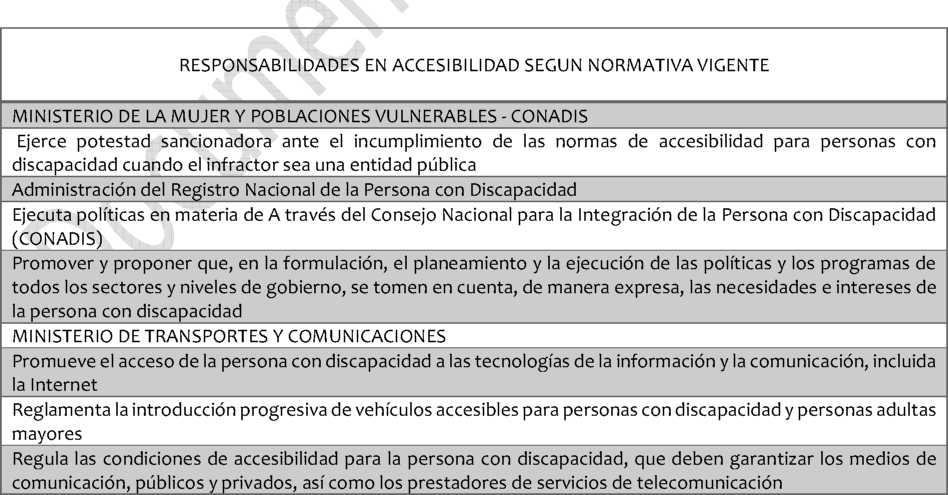 RESPONSABILIDADES EN ACCESIBILIDAD SEGUN NORMATIVA VIGENTE
MINISTERIO DE LA MUJER Y POBLACIONES VULNERABLES - CONADIS
Ejerce potestad sancionadora ante el incumplimiento de las normas de accesibilidad para personas con
discapacidad cuando el infractor sea una entidad pública
Administración del Registro Nacional de la Persona con Discapacidad
Ejecuta políticas en materia de A través del Consejo Nacional para la Integración de la Persona con Discapacidad
(CONADIS)
Promover y proponer que, en la formulación, el planeamiento y la ejecución de las políticas y los programas de
todos los sectores y niveles de gobierno, se tomen en cuenta, de manera expresa, las necesidades e intereses de
la persona con discapacidad
MINISTERIO DE TRANSPORTES Y COMUNICACIONES
Promueve el acceso de la persona con discapacidad a las tecnologías de la información y la comunicación, incluida
la Internet
Reglamenta la introducción progresiva de vehículos accesibles para personas con discapacidad y personas adultas
mayores
Regula las condiciones de accesibilidad para la persona con discapacidad, que deben garantizar los medios de
comunicación, públicos y privados, así como los prestadores de servicios de telecomunicación
Documen